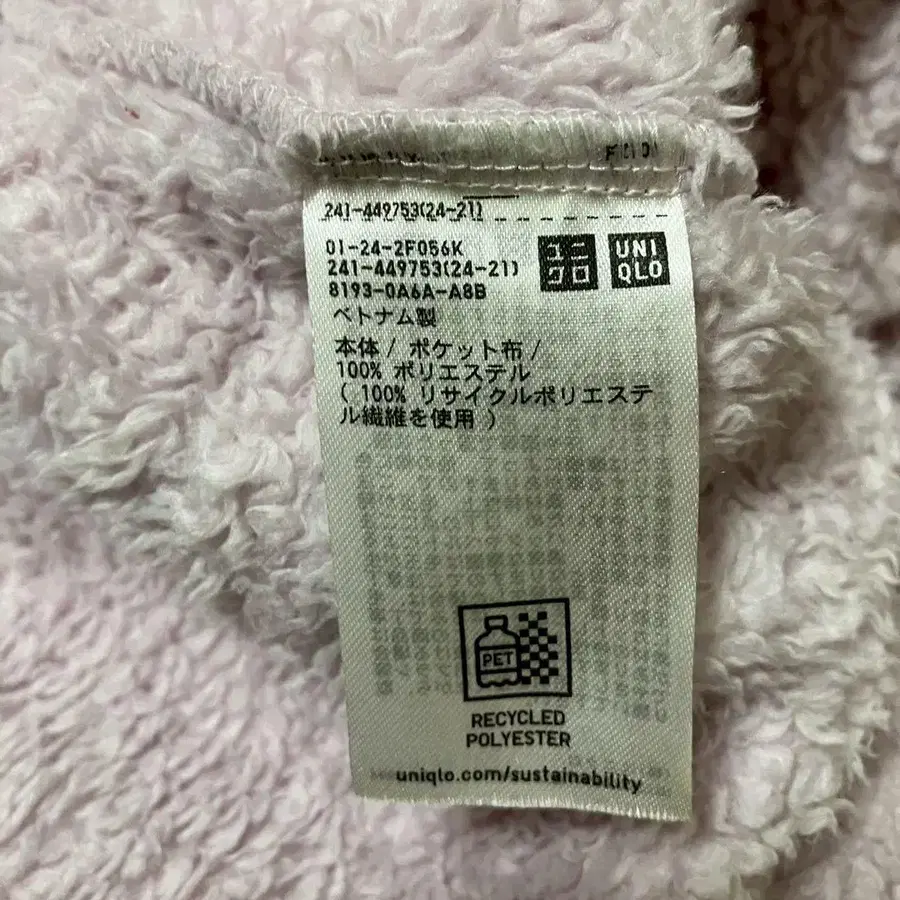 241-449753(24-21)
01-24-2F056K
241-449753(24-21)
8193-0A6A-A8B
ユニ
クロ
UNI
QLO
ベトナム製
本体 / ポケット布 /
100% ポリエステル
( 100% リサイクルポリエステ
ル繊維を使用 )
PET
RECYCLED
POLYESTER
uniqlo.com/sustainability